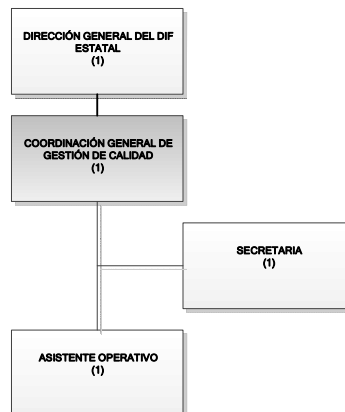 DIRECCIÓN GENERAL DEL DIF
ESTATAL
(1)
COORDINACIÓN GENERAL DE
GESTIÓN DE CALIDAD
(1)
SECRETARIA
(1)
ASISTENTE OPERATIVO
(1)